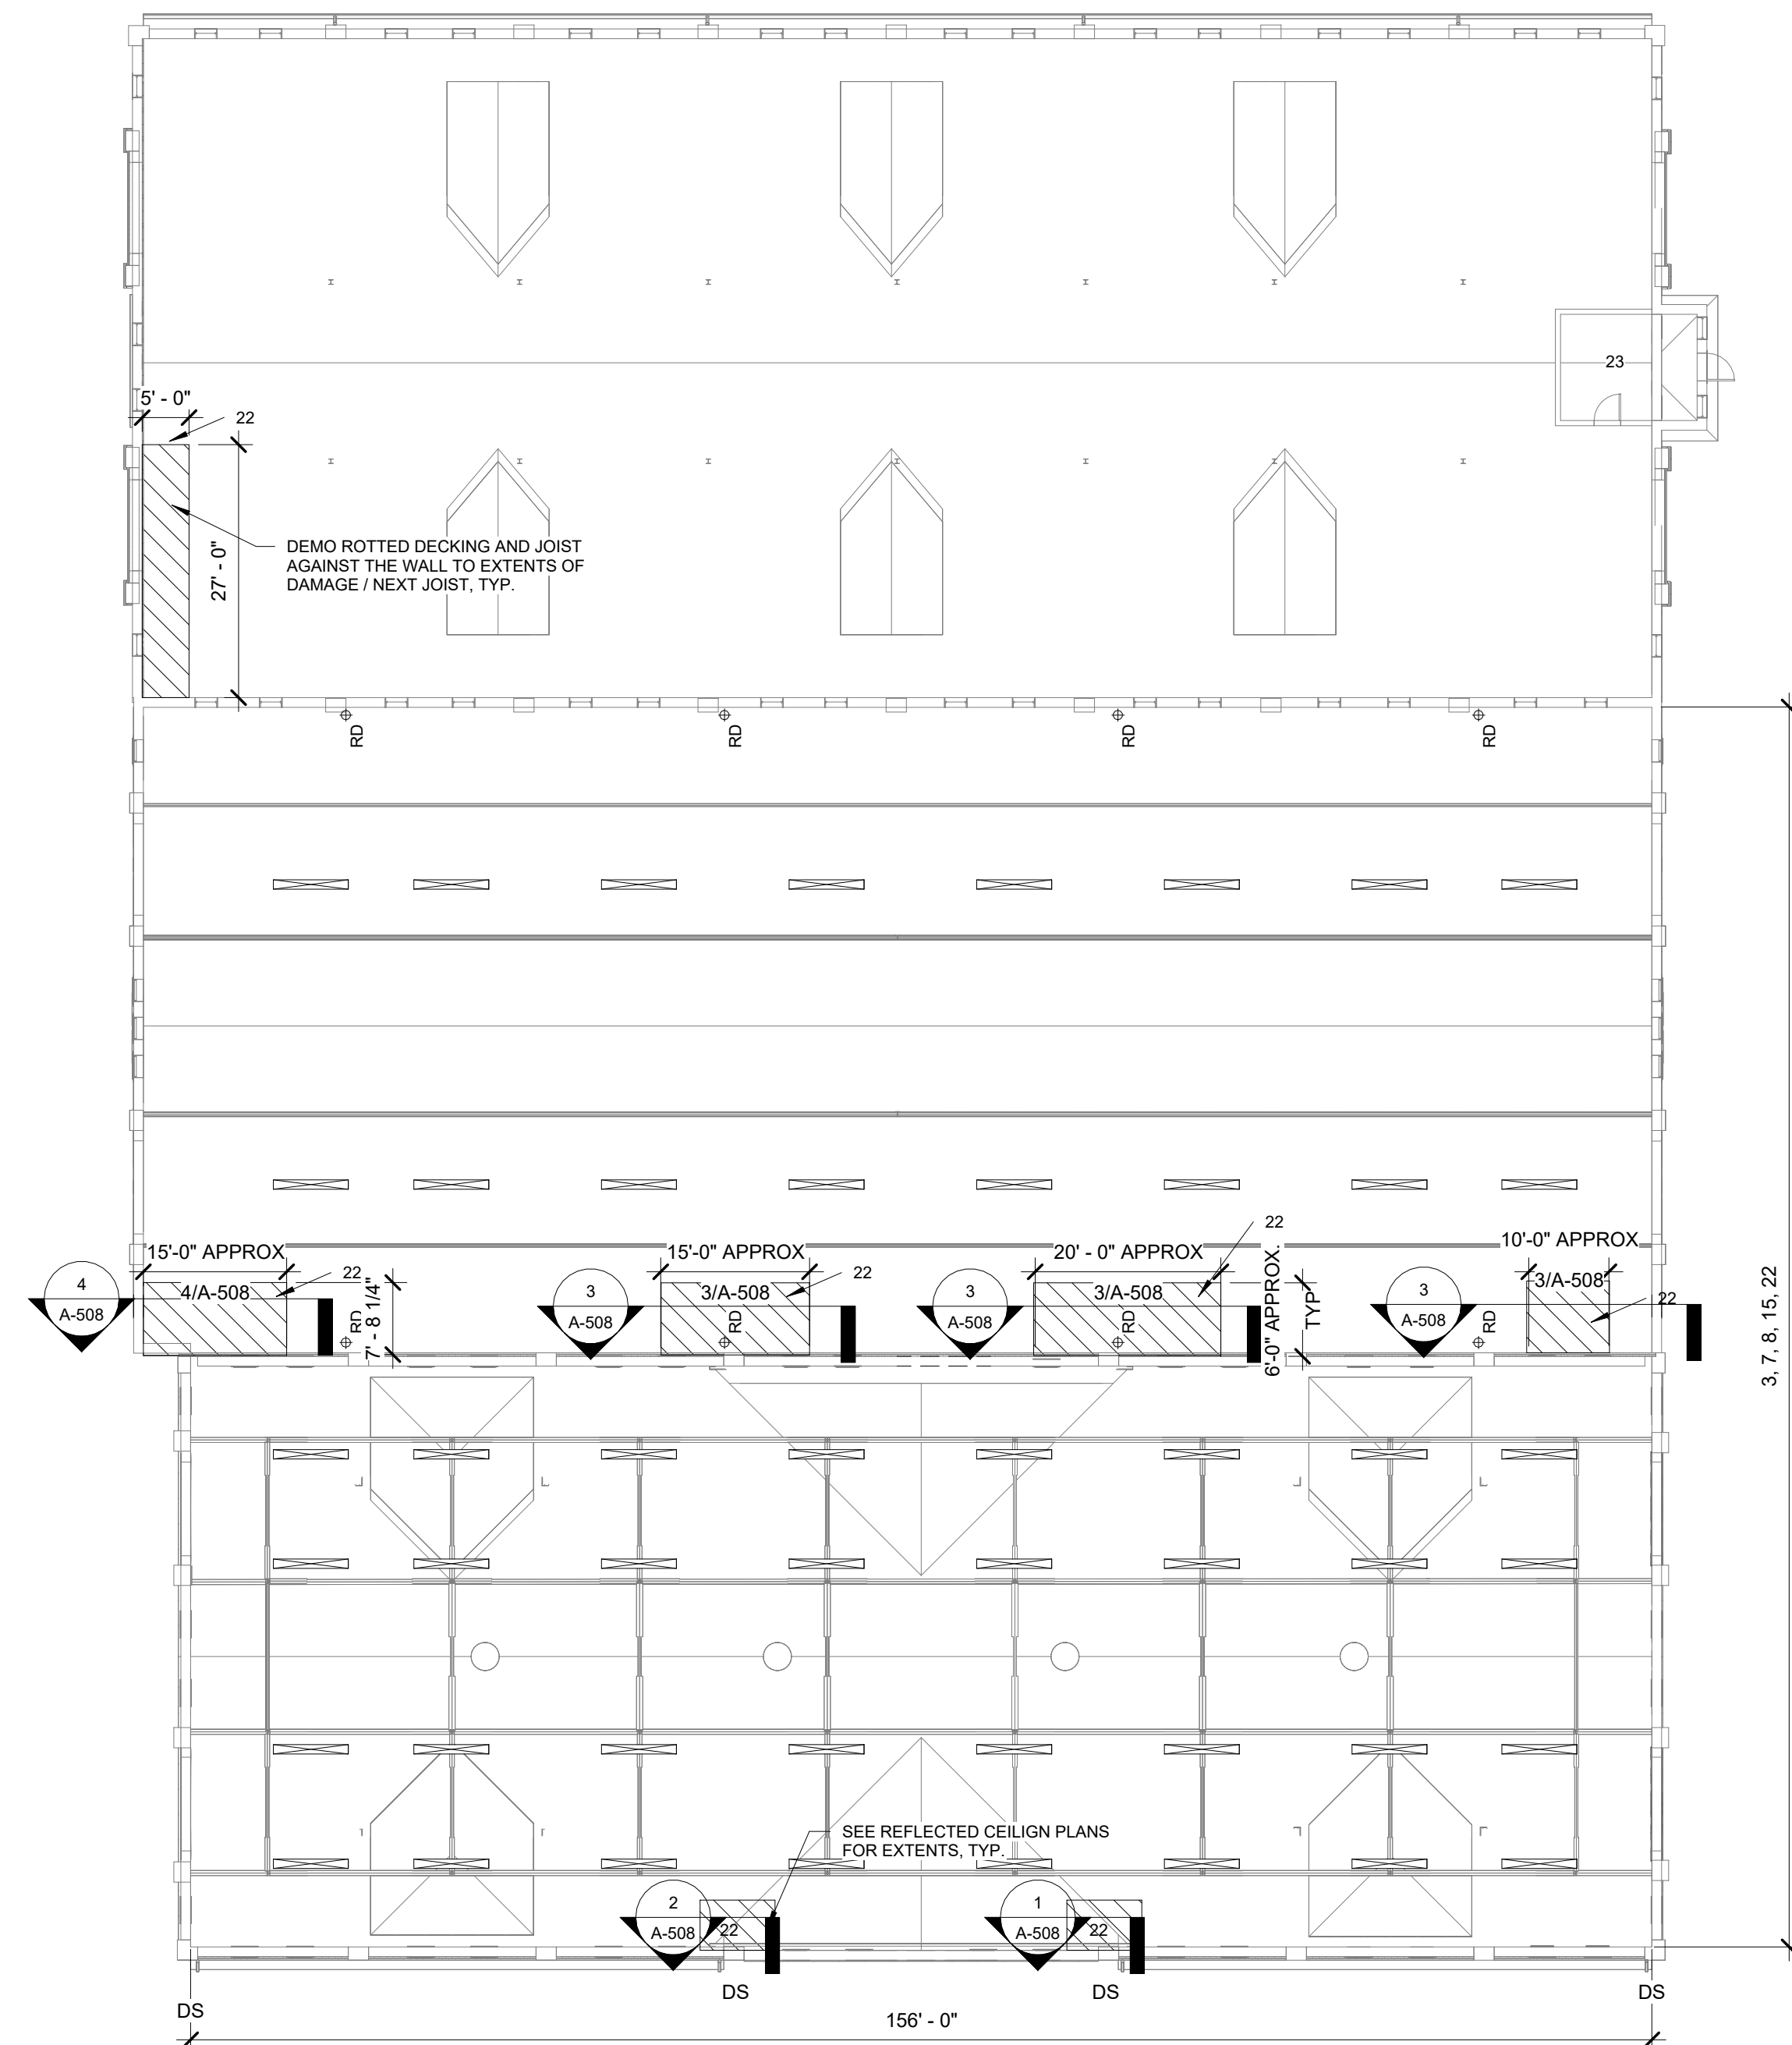 23
5' - 0"
22
27' - 0"
DEMO ROTTED DECKING AND JOIST
AGAINST THE WALL TO EXTENTS OF
DAMAGE / NEXT JOIST, TYP.
RD
RD
RD
RD
22
15'-0" APPROX
15'-0" APPROX
20' - 0" APPROX
10'-0" APPROX
4
A-508
4/A-508
22
7' - 8 1/4"
RD
3
A-508
3/A-508
22
RD
3
A-508
3/A-508
RD
6'-0" APPROX.
TYP
3
A-508
3/A-508
22
RD
3, 7, 8, 15, 22
SEE REFLECTED CEILIGN PLANS
FOR EXTENTS, TYP.
2
A-508
22
1
A-508
22
DS
DS
DS
DS
156' - 0"